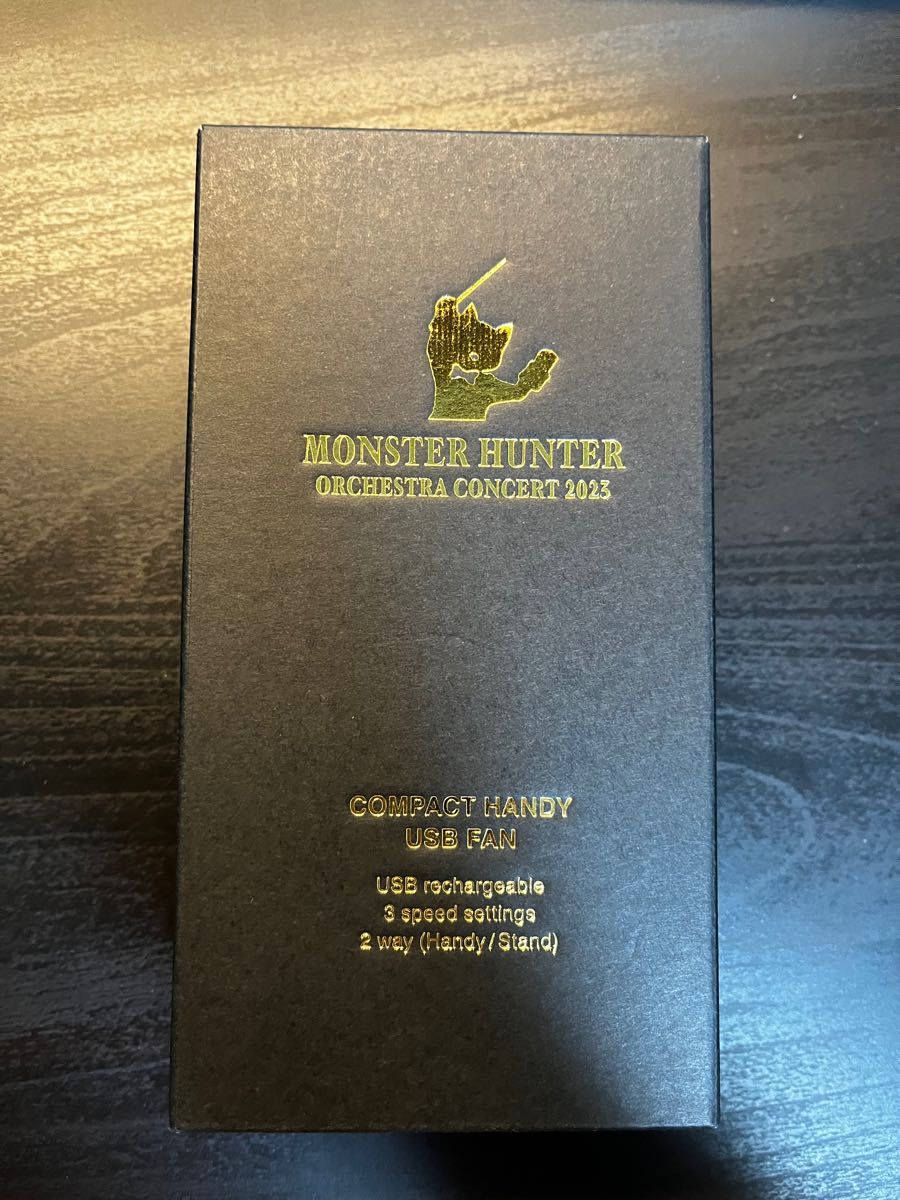 MONSTER HUNTER
ORCHESTRA CONCERT 2023
COMPACT HANDY
USB FAN
USB rechargeable
3 speed settings
2 way (Handy/Stand)